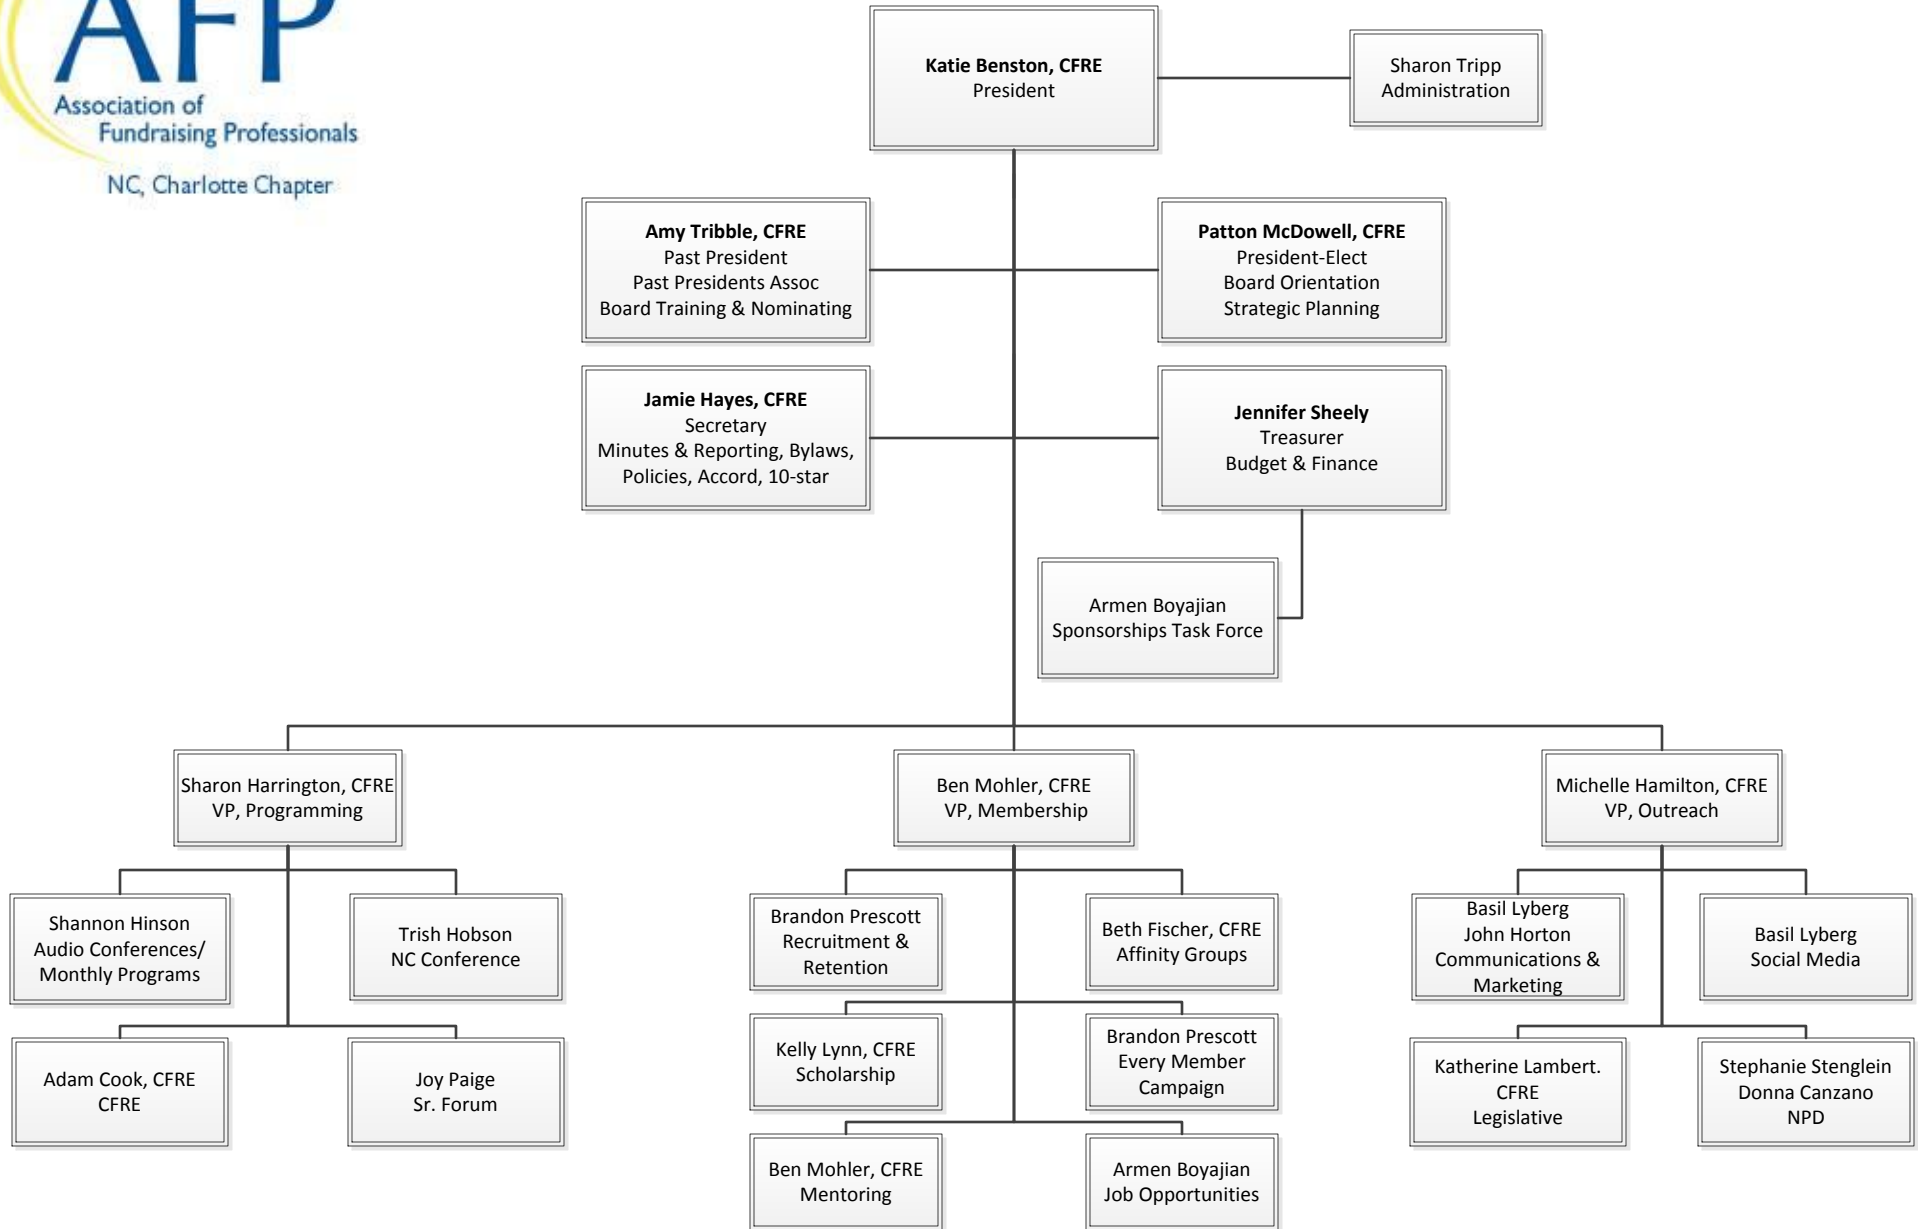 AFP
Association of
Fundraising Professionals
NC, Charlotte Chapter
Katie Benston, CFRE
President
Sharon Tripp
Administration
Amy Tribble, CFRE
Past President
Past Presidents Assoc
Board Training & Nominating
Patton McDowell, CFRE
President-Elect
Board Orientation
Strategic Planning
Jamie Hayes, CFRE
Secretary
Minutes & Reporting, Bylaws,
Policies, Accord, 10-star
Jennifer Sheely
Treasurer
Budget & Finance
Armen Boyajian
Sponsorships Task Force
Sharon Harrington, CFRE
VP, Programming
Ben Mohler, CFRE
VP, Membership
Michelle Hamilton, CFRE
VP, Outreach
Shannon Hinson
Audio Conferences/
Monthly Programs
Trish Hobson
NC Conference
Adam Cook, CFRE
CFRE
Joy Paige
Sr. Forum
Brandon Prescott
Recruitment &
Retention
Beth Fischer, CFRE
Affinity Groups
Kelly Lynn, CFRE
Scholarship
Brandon Prescott
Every Member
Campaign
Ben Mohler, CFRE
Mentoring
Armen Boyajian
Job Opportunities
Basil Lyberg
John Horton
Communications &
Marketing
Basil Lyberg
Social Media
Katherine Lambert.
CFRE
Legislative
Stephanie Stenglein
Donna Canzano
NPD